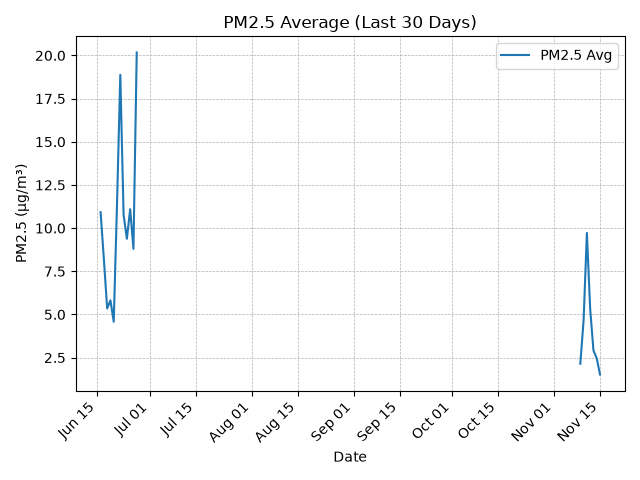 PM2.5 Average (Last 30 Days)
PM2.5 Avg
PM2.5 (µg/m³)
20.0
17.5
15.0
12.5
10.0
7.5
5.0
2.5
Jun 15
Jul 01
Jul 15
Aug 01
Aug 15
Sep 01
Sep 15
Oct 01
Oct 15
Nov 01
Nov 15
Date